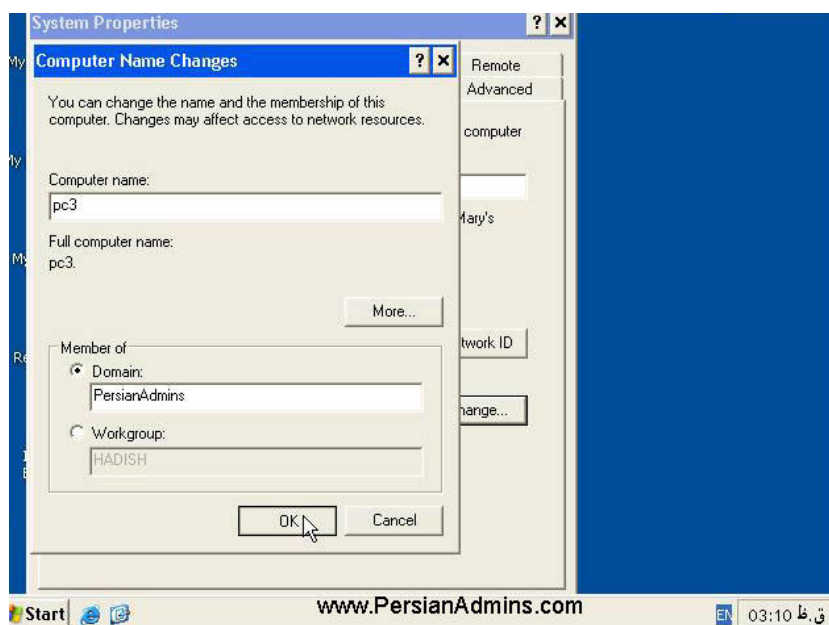 System Properties
Computer Name Changes
Remote
Advanced
You can change the name and the membership of this
computer. Changes may affect access to network resources.
computer
My
Computer name:
pc3
Mary's
Full computer name:
pc3.
More...
Member of
twork ID
Domain:
PersianAdmins
hange...
Workgroup:
HADISH
OK
Cancel
www.PersianAdmins.com
Start
EN
03:10 ق.ظ